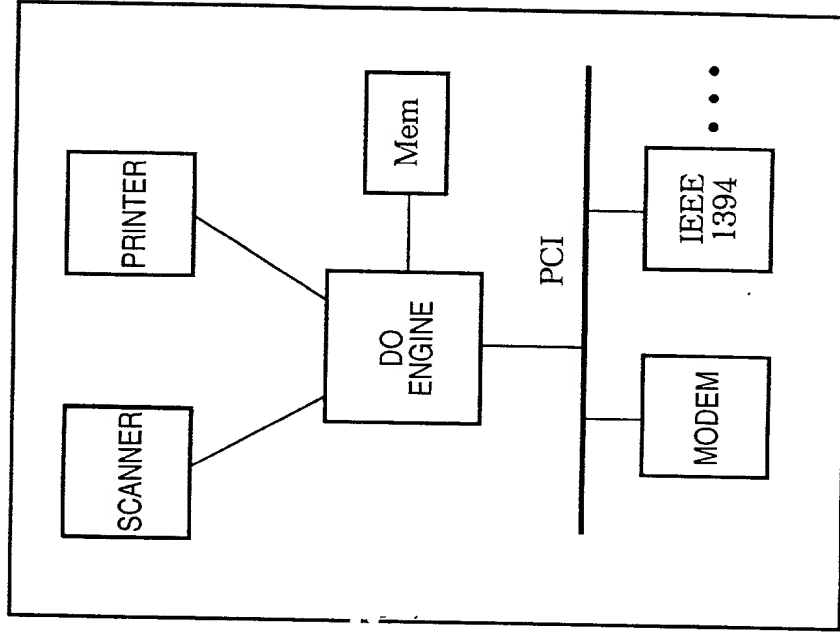 SCANNER
PRINTER
DO
ENGINE
Mem
PCI
MODEM
IEEE
1394